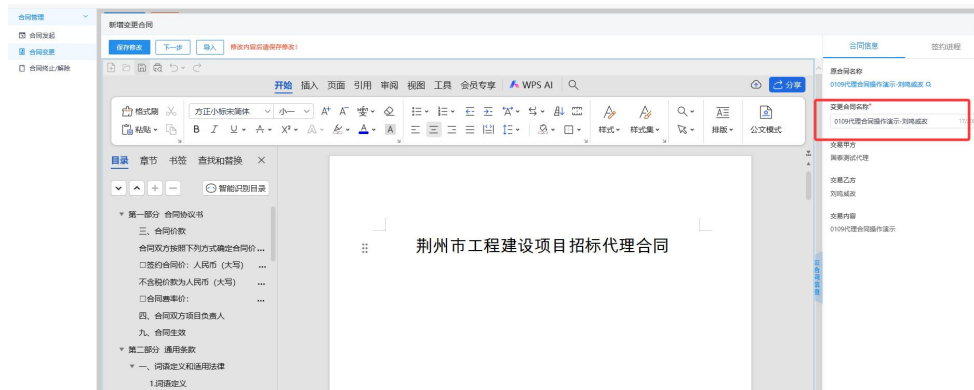 合同管理
合同发起
合同变更
合同终止/解除
新增变更合同
保存修改 下一步 导入 修改内容后请保存修改!
开始 插入 页面 引用 审阅 视图 工具 会员专享 WPS AI
分享
格式刷 方正小标宋简体 小一
粘贴
样式 样式集 排版 公文模式
目录 章节 书签 查找和替换
智能识别目录
第一部分 合同协议书
三、合同价款
合同双方按照下列方式确定合同价...
□签约合同价:人民币(大写) ...
不含税价款为人民币(大写) ...
□合同费率价: ...
四、合同双方项目负责人
九、合同生效
第二部分 通用条款
一、词语定义和适用法律
1.词语定义
荆州市工程建设项目招标代理合同
合同信息 签约进程
原合同名称
0109代理合同操作演示-刘鸣威改
变更合同名称*
0109代理合同操作演示-刘鸣威改
交易甲方
国泰测试代理
交易乙方
刘鸣威改
交易内容
0109代理合同操作演示